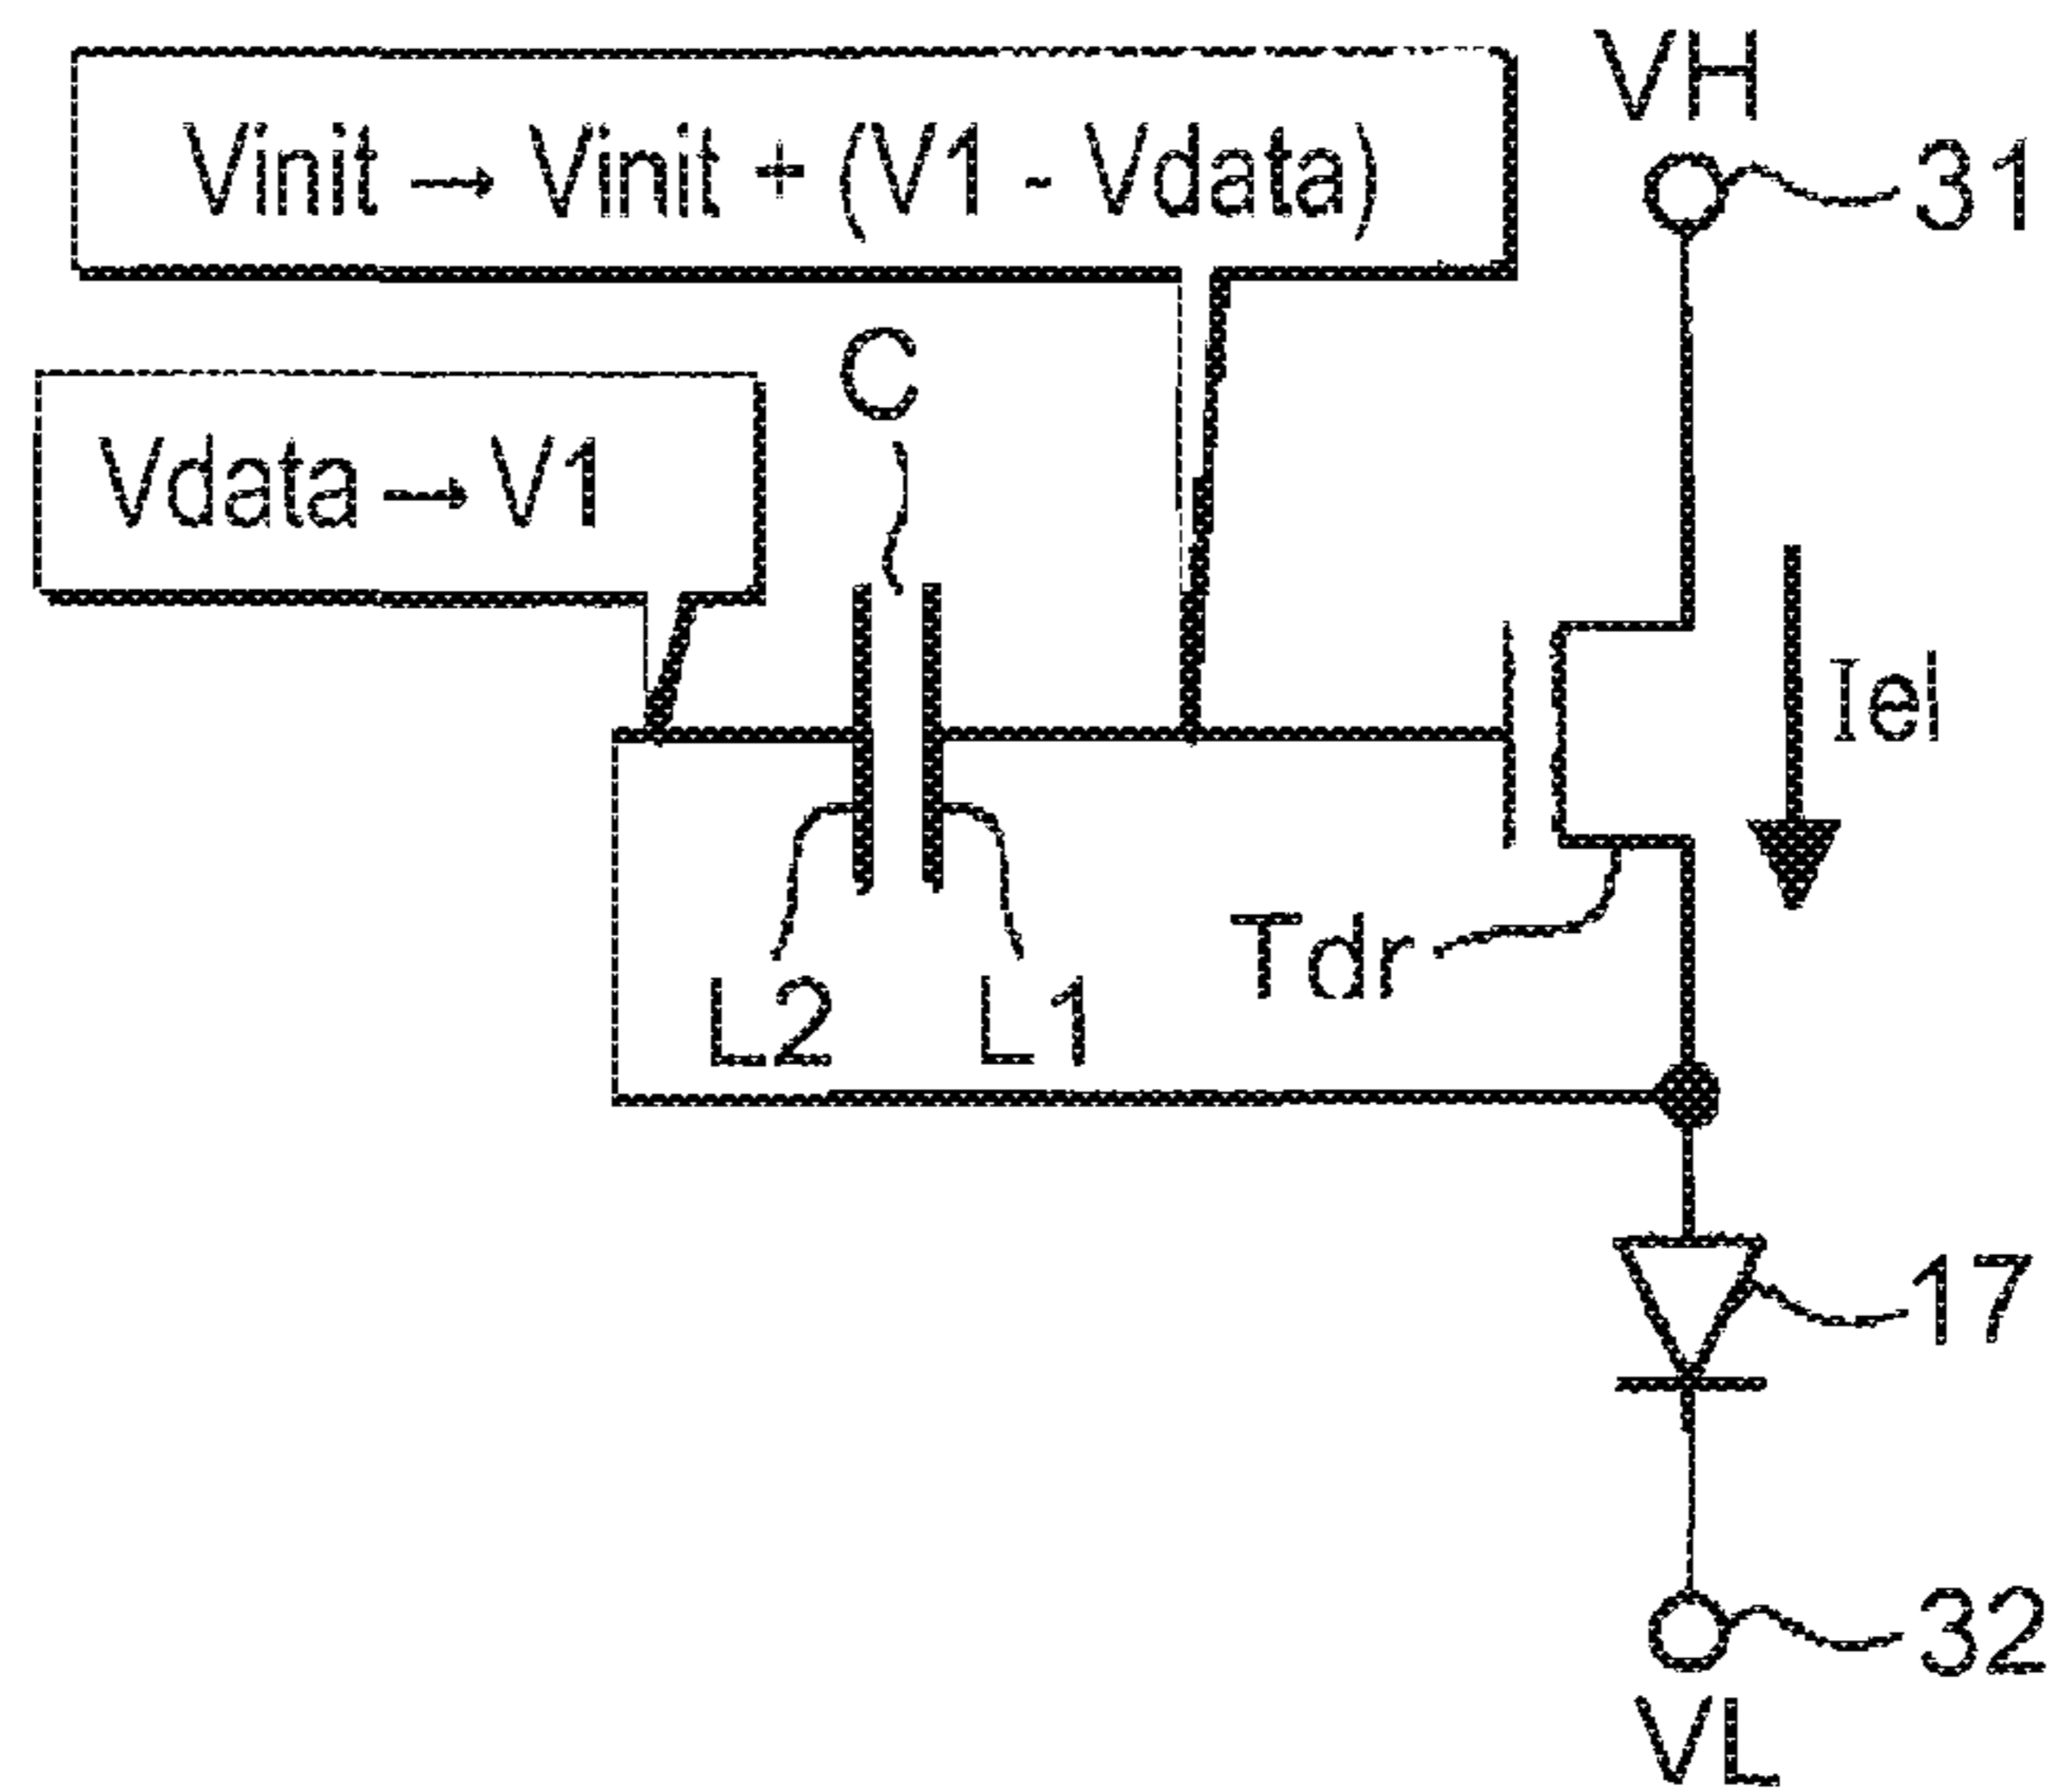 VH
31
Vinit → Vinit + (V1 - Vdata)
C
Vdata → V1
Iel
Tdr
L2
L1
17
32
VL